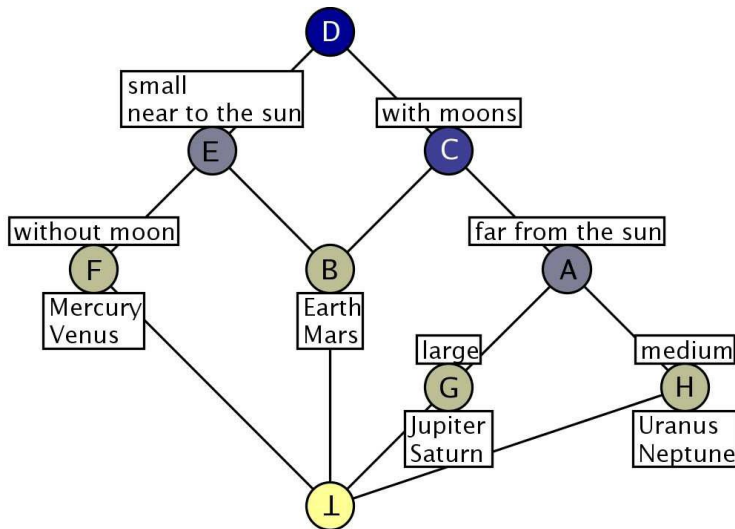 D
small
near to the sun
with moons
E
C
without moon
far from the sun
F
B
A
Mercury
Venus
Earth
Mars
large
medium
G
H
Jupiter
Saturn
Uranus
Neptune
⊥